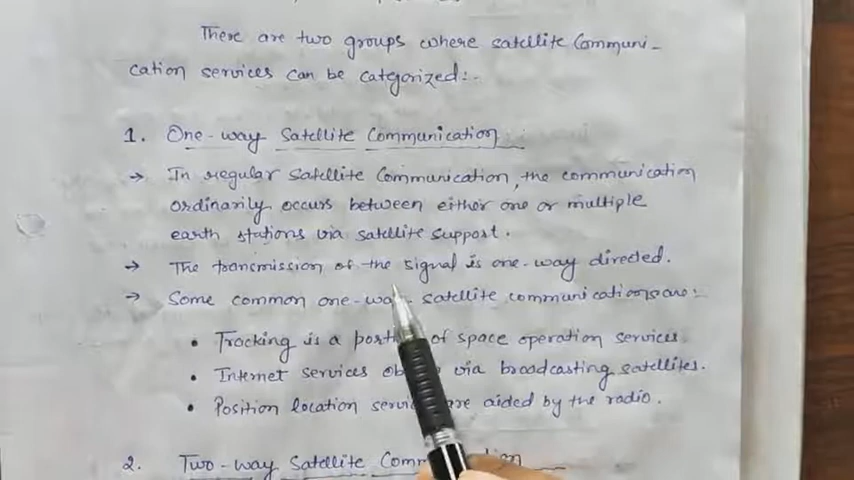 There are two groups where satellite Communi-
cation services can be categorized:-
1. One-way Satellite Communication
→ In regular satellite Communication, the communication
ordinarily occurs between either one or multiple
earth stations via satellite support.
→ The transmission of the signal is one-way directed.
→ Some common one-way satellite communications are:
• Tracking is a of space operation services.
• Internet services via broadcasting satellites.
• Position location are aided by the radio.
2. Two-way Satellite